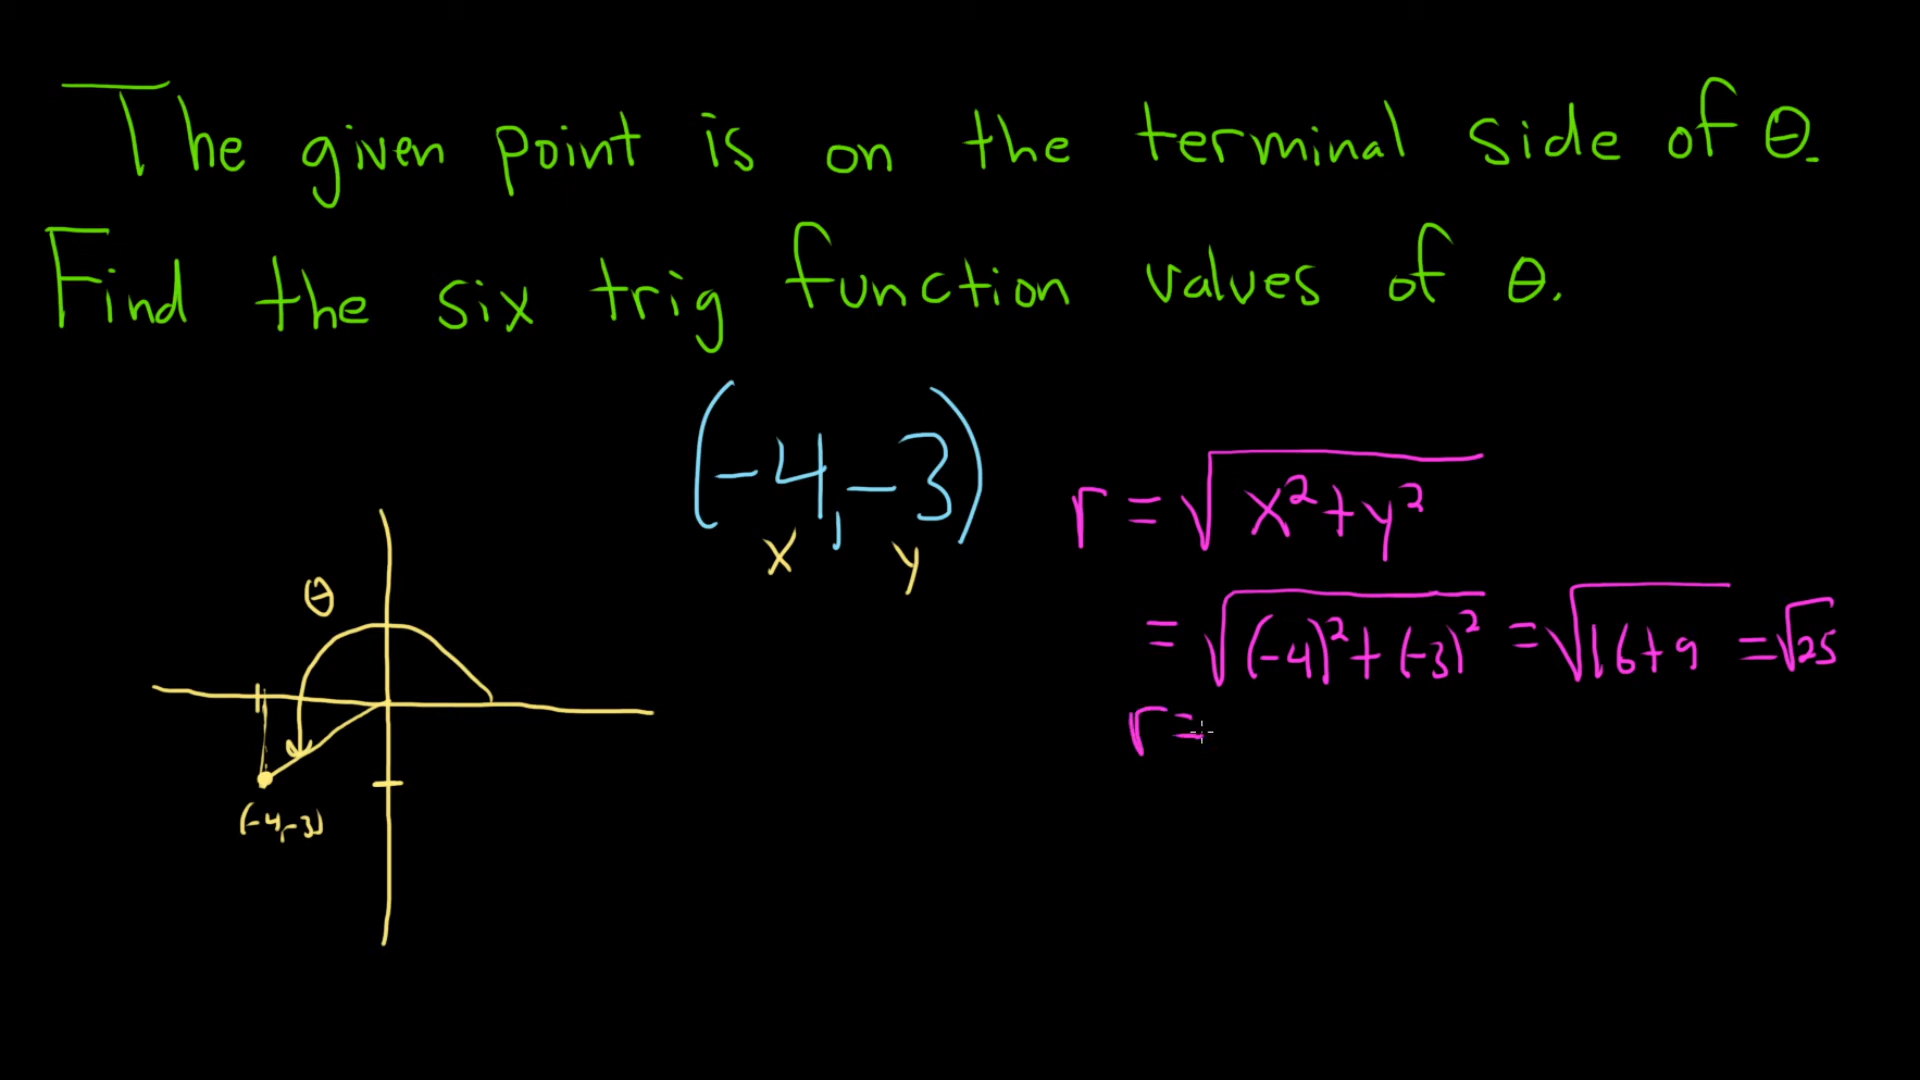 The given point is on the terminal side of θ.
Find the six trig function values of θ.
(-4, -3)
x y
r = √(x² + y²)
= √((-4)² + (-3)²) = √(16+9) = √25
r =
θ
(-4,-3)